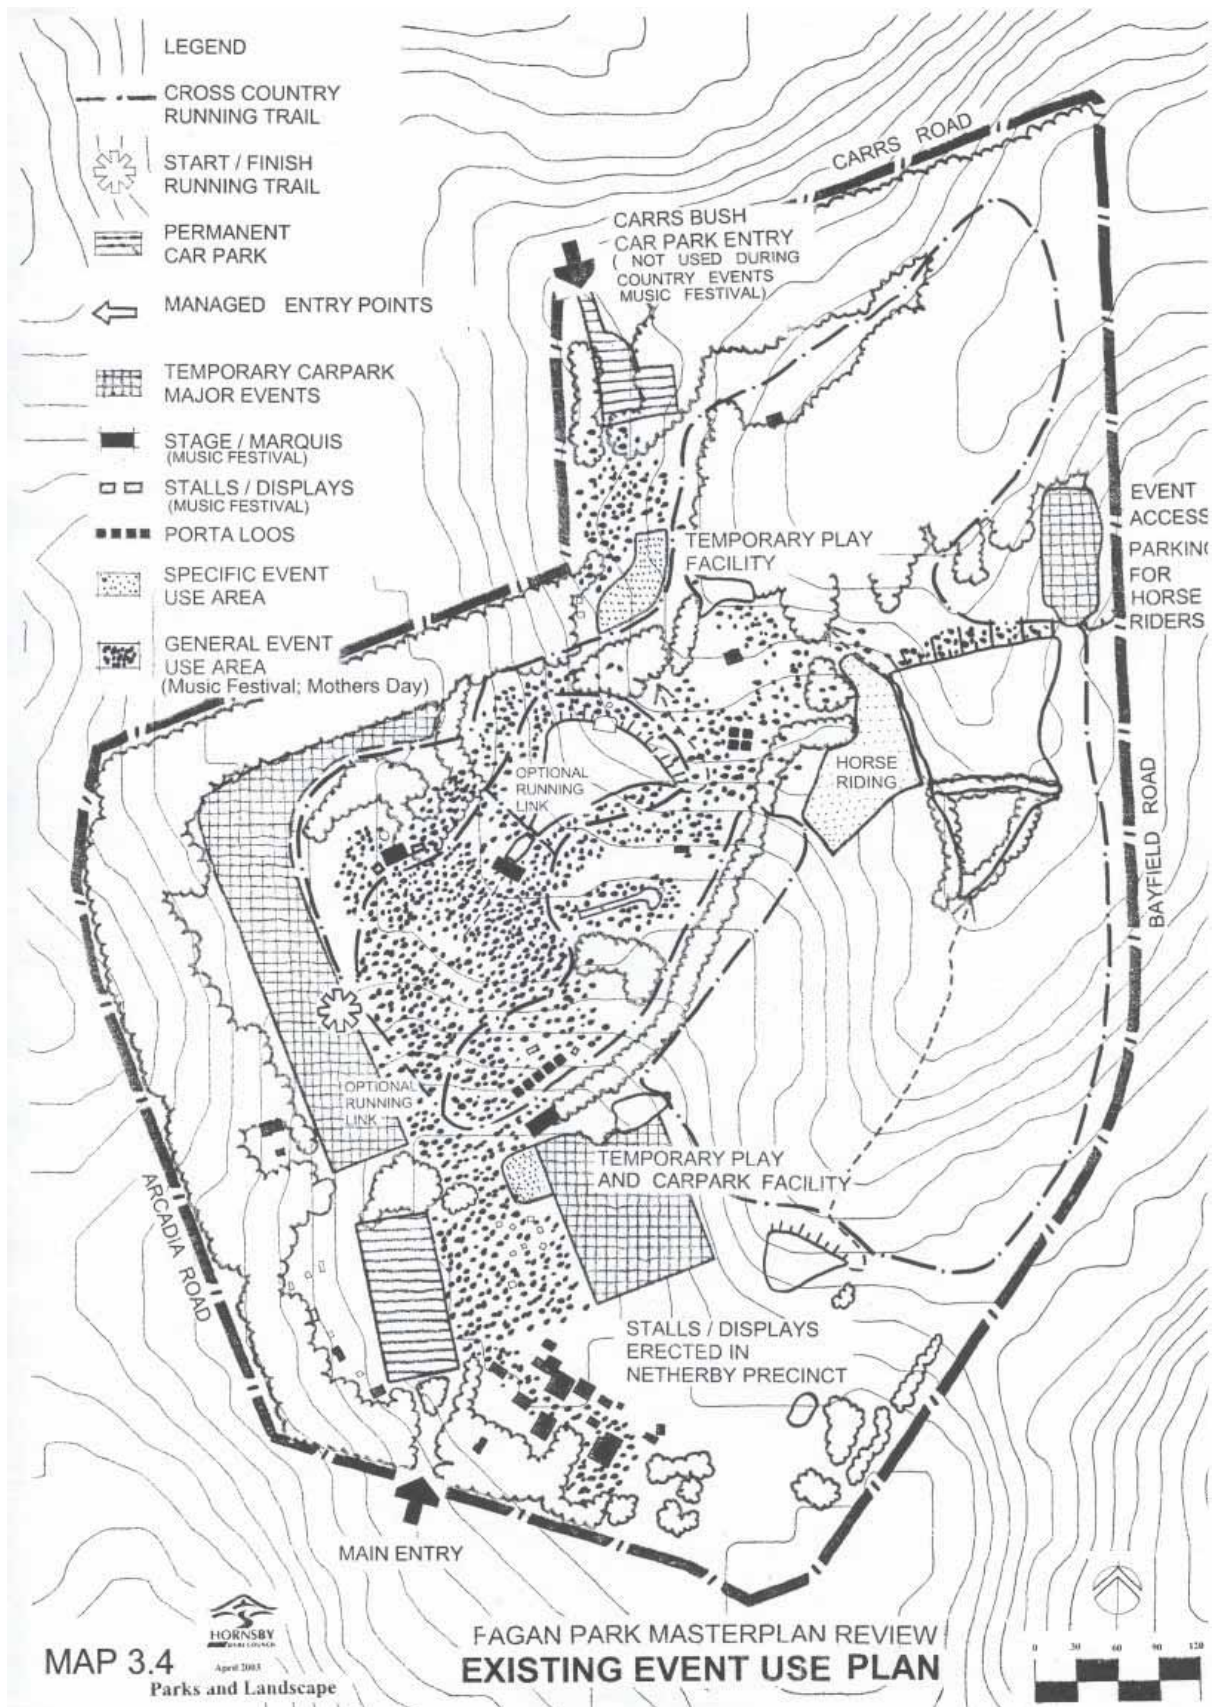 LEGEND
CROSS COUNTRY
RUNNING TRAIL
START / FINISH
RUNNING TRAIL
PERMANENT
CAR PARK
MANAGED ENTRY POINTS
TEMPORARY CARPARK
MAJOR EVENTS
STAGE / MARQUIS
(MUSIC FESTIVAL)
STALLS / DISPLAYS
(MUSIC FESTIVAL)
PORTA LOOS
SPECIFIC EVENT
USE AREA
GENERAL EVENT
USE AREA
(Music Festival; Mothers Day)
CARRS ROAD
CARRS BUSH
CAR PARK ENTRY
( NOT USED DURING
COUNTRY EVENTS
MUSIC FESTIVAL)
EVENT
ACCESS
PARKING
FOR
HORSE
RIDERS
TEMPORARY PLAY
FACILITY
HORSE
RIDING
OPTIONAL
RUNNING
LINK
BAYFIELD ROAD
OPTIONAL
RUNNING
LINK
ARCADIA ROAD
TEMPORARY PLAY
AND CARPARK FACILITY
STALLS / DISPLAYS
ERECTED IN
NETHERBY PRECINCT
MAIN ENTRY
HORNSBY
SHIRE COUNCIL
MAP 3.4
April 2003
Parks and Landscape
FAGAN PARK MASTERPLAN REVIEW
EXISTING EVENT USE PLAN
0 30 60 90 120